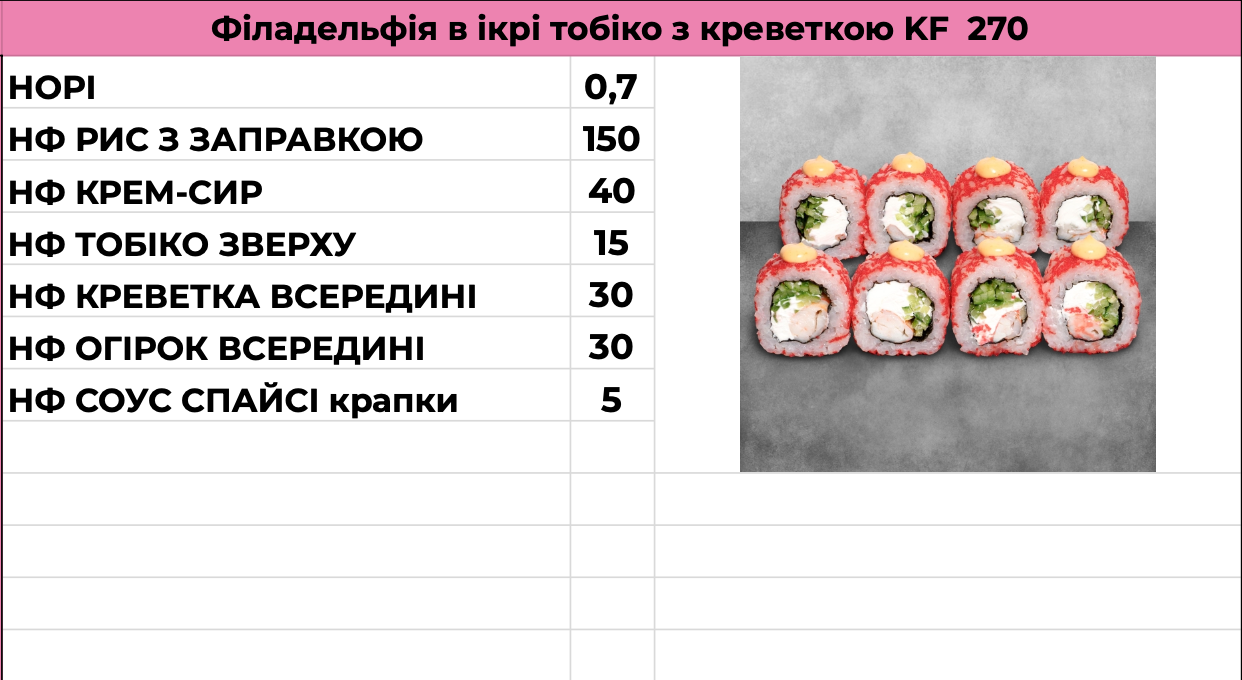 Філадельфія в ікрі тобіко з креветкою KF 270
НОРІ 0,7
НФ РИС З ЗАПРАВКОЮ 150
НФ КРЕМ-СИР 40
НФ ТОБІКО ЗВЕРХУ 15
НФ КРЕВЕТКА ВСЕРЕДИНІ 30
НФ ОГІРОК ВСЕРЕДИНІ 30
НФ СОУС СПАЙСІ крапки 5